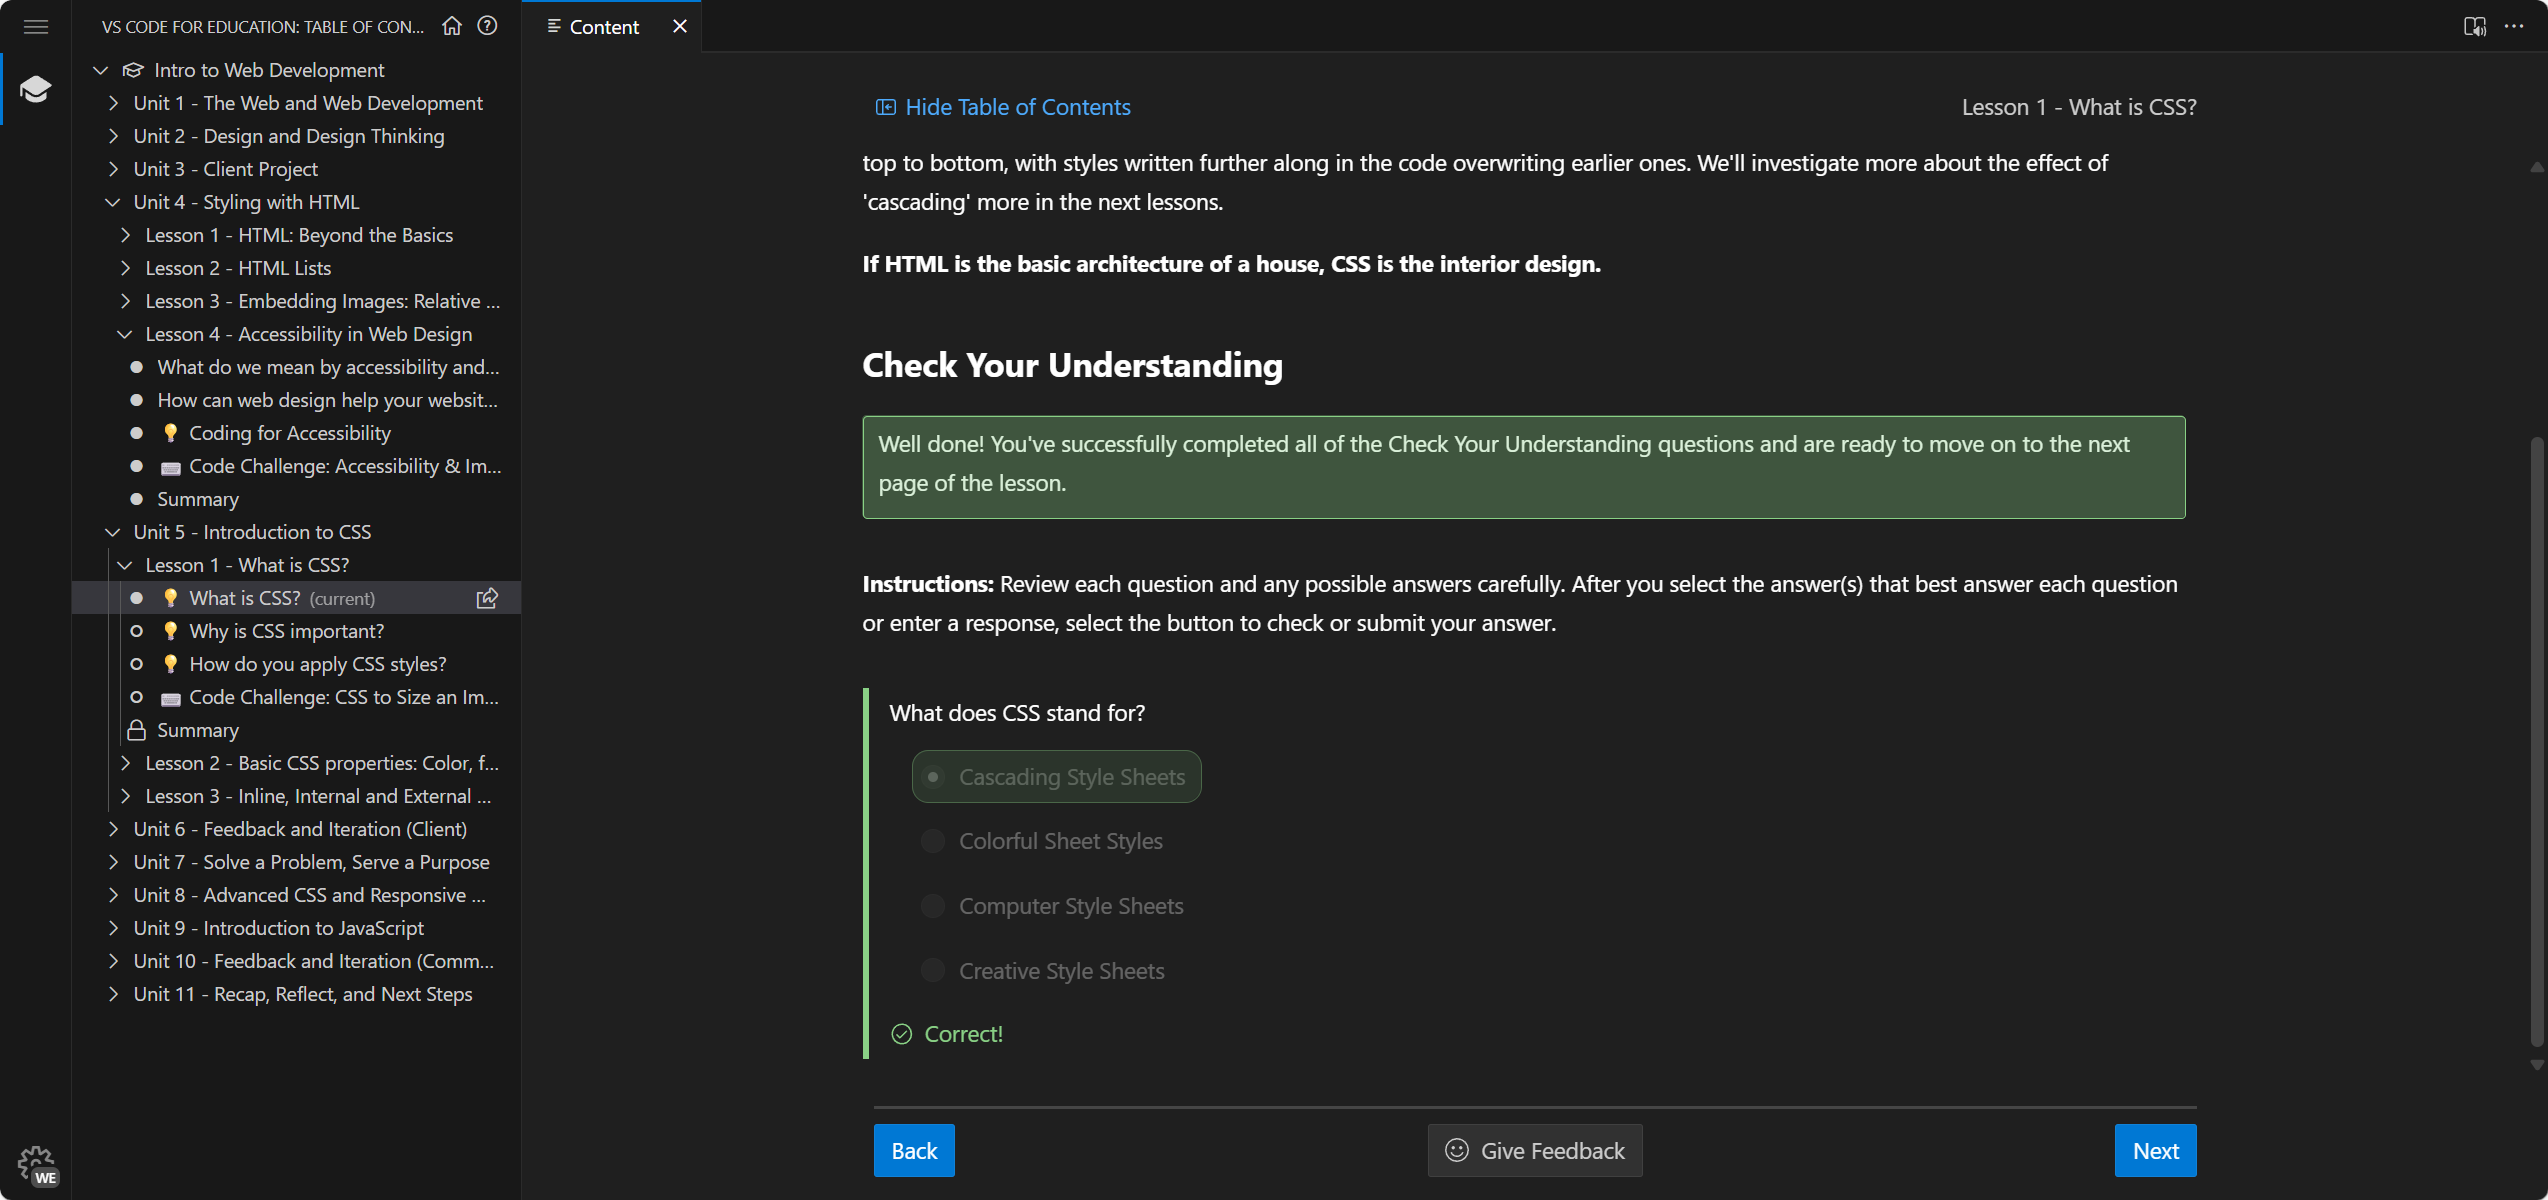 VS CODE FOR EDUCATION: TABLE OF CON...
Intro to Web Development
Unit 1 - The Web and Web Development
Unit 2 - Design and Design Thinking
Unit 3 - Client Project
Unit 4 - Styling with HTML
Lesson 1 - HTML: Beyond the Basics
Lesson 2 - HTML Lists
Lesson 3 - Embedding Images: Relative ...
Lesson 4 - Accessibility in Web Design
What do we mean by accessibility and...
How can web design help your websit...
Coding for Accessibility
Code Challenge: Accessibility & Im...
Summary
Unit 5 - Introduction to CSS
Lesson 1 - What is CSS?
What is CSS? (current)
Why is CSS important?
How do you apply CSS styles?
Code Challenge: CSS to Size an Im...
Summary
Lesson 2 - Basic CSS properties: Color, f...
Lesson 3 - Inline, Internal and External ...
Unit 6 - Feedback and Iteration (Client)
Unit 7 - Solve a Problem, Serve a Purpose
Unit 8 - Advanced CSS and Responsive ...
Unit 9 - Introduction to JavaScript
Unit 10 - Feedback and Iteration (Comm...
Unit 11 - Recap, Reflect, and Next Steps
WE
Content
Hide Table of Contents
Lesson 1 - What is CSS?
top to bottom, with styles written further along in the code overwriting earlier ones. We'll investigate more about the effect of
'cascading' more in the next lessons.
If HTML is the basic architecture of a house, CSS is the interior design.
Check Your Understanding
Well done! You've successfully completed all of the Check Your Understanding questions and are ready to move on to the next
page of the lesson.
Instructions: Review each question and any possible answers carefully. After you select the answer(s) that best answer each question
or enter a response, select the button to check or submit your answer.
What does CSS stand for?
Cascading Style Sheets
Colorful Sheet Styles
Computer Style Sheets
Creative Style Sheets
Correct!
Back
Give Feedback
Next